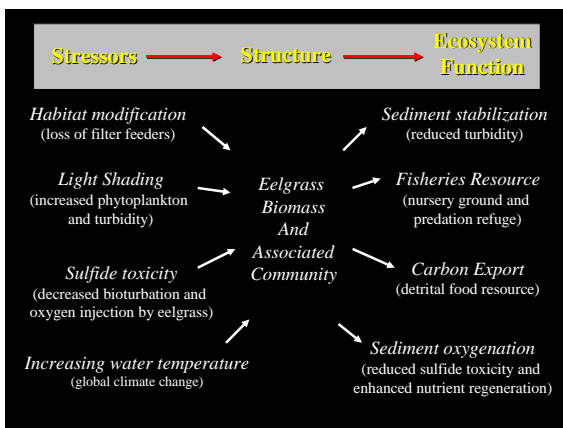 Stressors
Structure
Ecosystem
Function
Habitat modification
(loss of filter feeders)
Light Shading
(increased phytoplankton
and turbidity)
Sulfide toxicity
(decreased bioturbation and
oxygen injection by eelgrass)
Increasing water temperature
(global climate change)
Eelgrass
Biomass
And
Associated
Community
Sediment stabilization
(reduced turbidity)
Fisheries Resource
(nursery ground and
predation refuge)
Carbon Export
(detrital food resource)
Sediment oxygenation
(reduced sulfide toxicity and
enhanced nutrient regeneration)